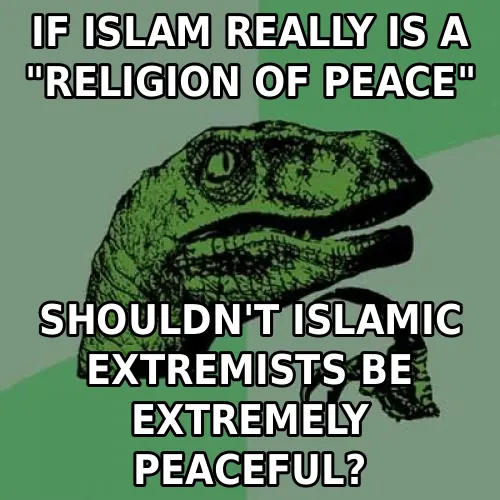 IF ISLAM REALLY IS A
"RELIGION OF PEACE"
SHOULDN'T ISLAMIC
EXTREMISTS BE
EXTREMELY
PEACEFUL?